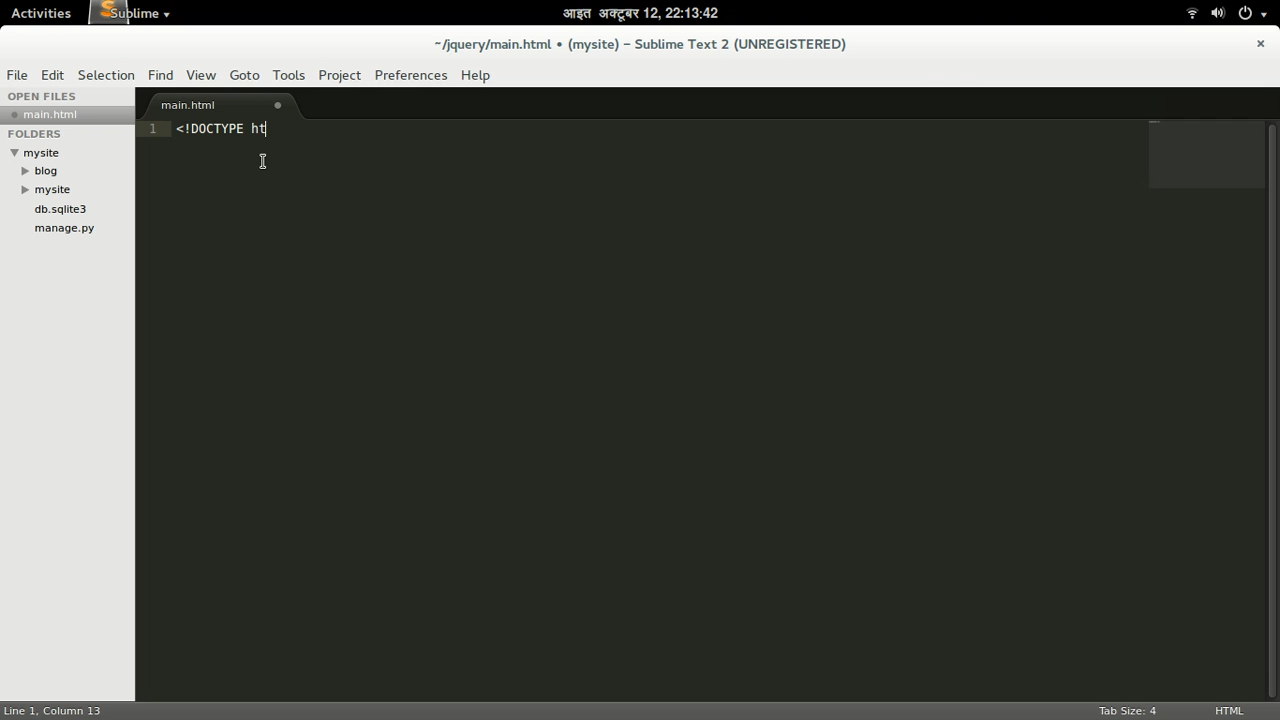 Activities
Sublime
आइत अक्टूबर 12, 22:13:42
~/jquery/main.html • (mysite) – Sublime Text 2 (UNREGISTERED)
File Edit Selection Find View Goto Tools Project Preferences Help
OPEN FILES
main.html
FOLDERS
mysite
blog
mysite
db.sqlite3
manage.py
main.html
1 <!DOCTYPE ht
Line 1, Column 13
Tab Size: 4
HTML